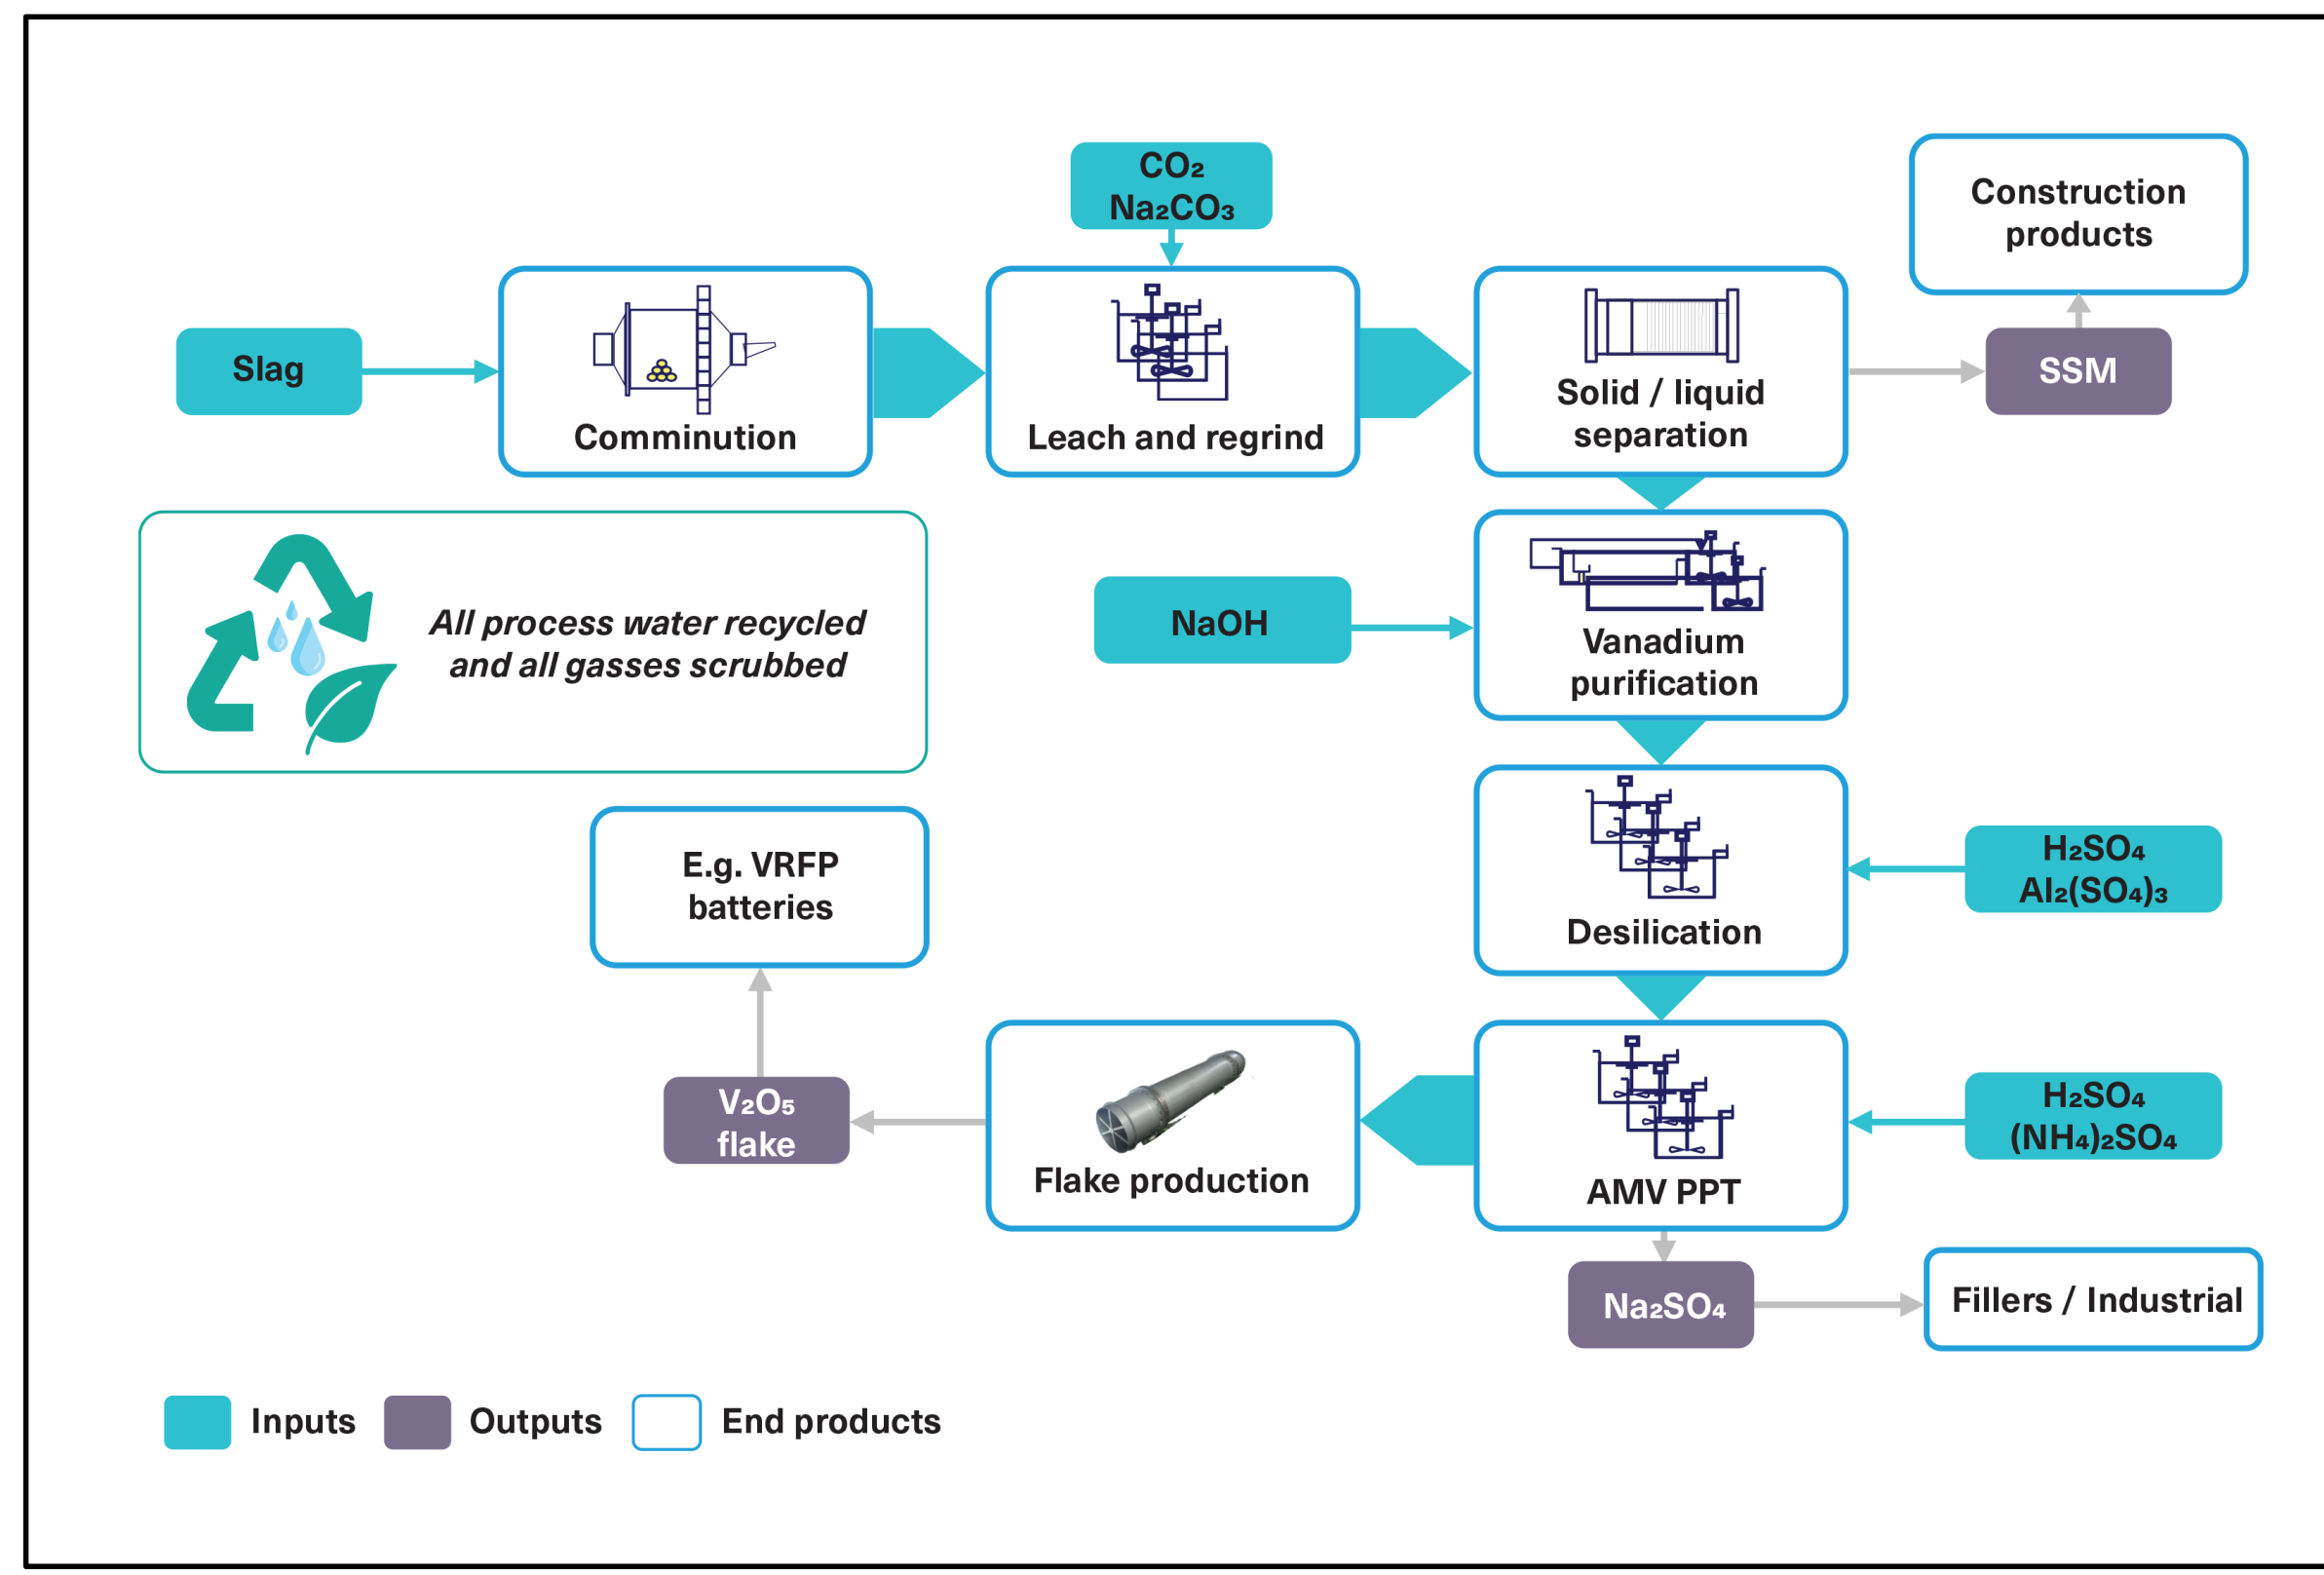 CO₂
Na₂CO₃
Construction
products
Slag
Comminution
Leach and regrind
Solid / liquid
separation
SSM
All process water recycled
and all gasses scrubbed
NaOH
Vanadium
purification
E.g. VRFP
batteries
Desilication
H₂SO₄
Al₂(SO₄)₃
V₂O₅
flake
Flake production
AMV PPT
H₂SO₄
(NH₄)₂SO₄
Na₂SO₄
Fillers / Industrial
Inputs
Outputs
End products